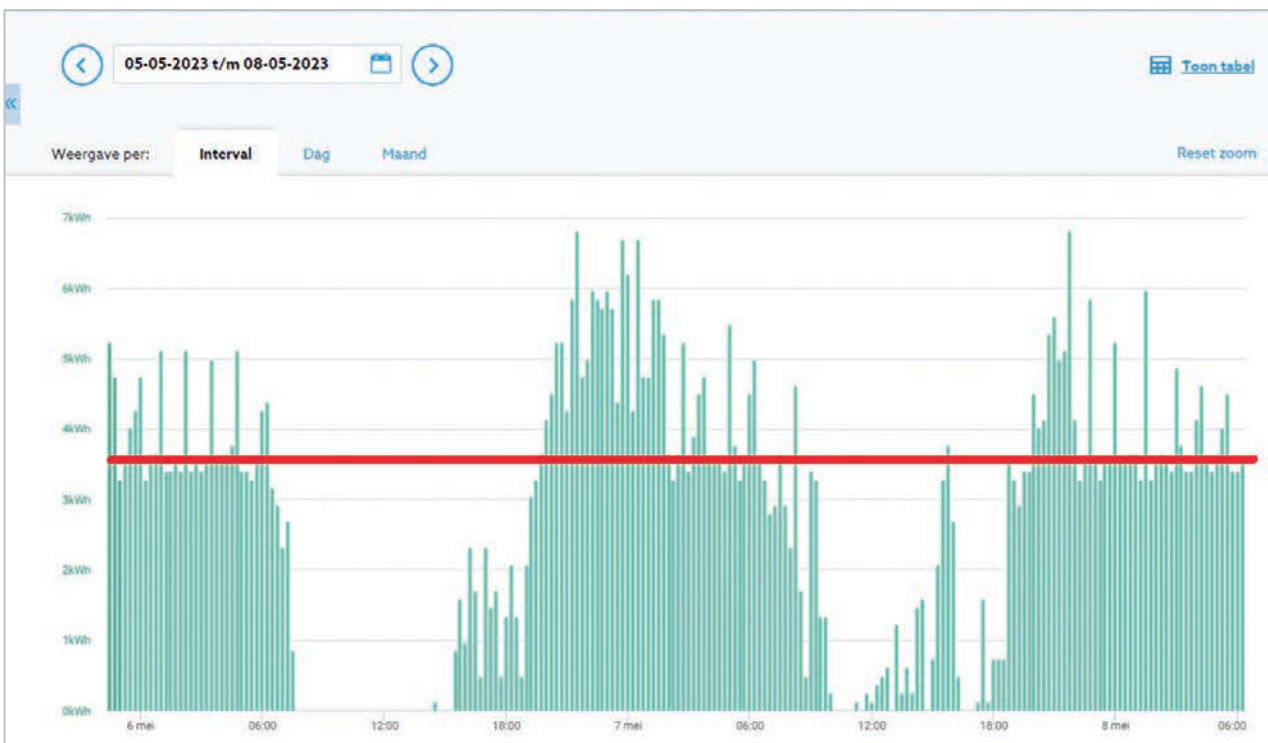 05-05-2023 t/m 08-05-2023
Toon tabel
«
Weergave per: Interval Dag Maand Reset zoom
7kWh
6kWh
5kWh
4kWh
3kWh
2kWh
1kWh
0kWh
6 mei 06:00 12:00 18:00 7 mei 06:00 12:00 18:00 8 mei 06:00